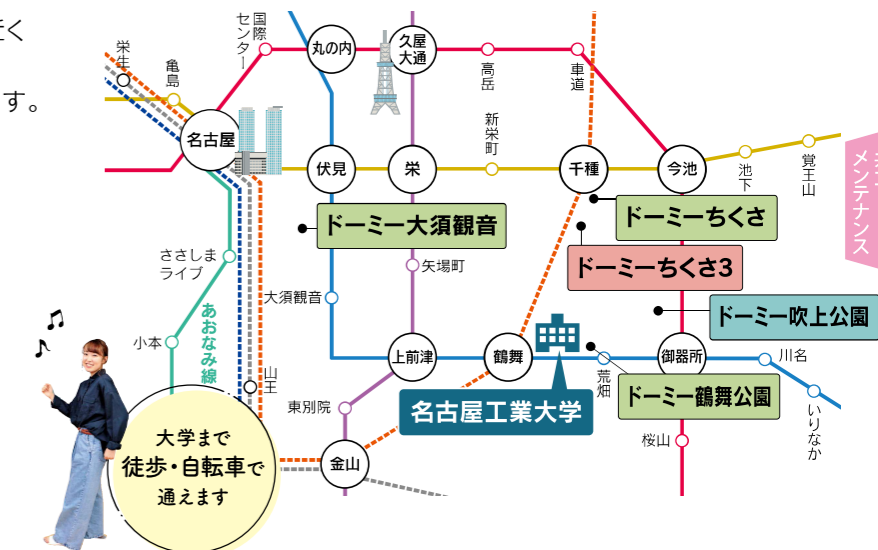 近く
す。
栄生
亀島
国際
センター
丸の内
久屋
大通
高岳
車道
名古屋
伏見
栄
新栄町
千種
今池
池下
覚王山
メンテナンス
ドーミー大須観音
ドーミーちくさ
ドーミーちくさ3
ドーミー吹上公園
ささしま
ライブ
矢場町
大須観音
あおなみ線
小本
山王
上前津
鶴舞
荒畑
御器所
川名
いりなか
ドーミー鶴舞公園
名古屋工業大学
東別院
桜山
金山
大学まで
徒歩・自転車で
通えます